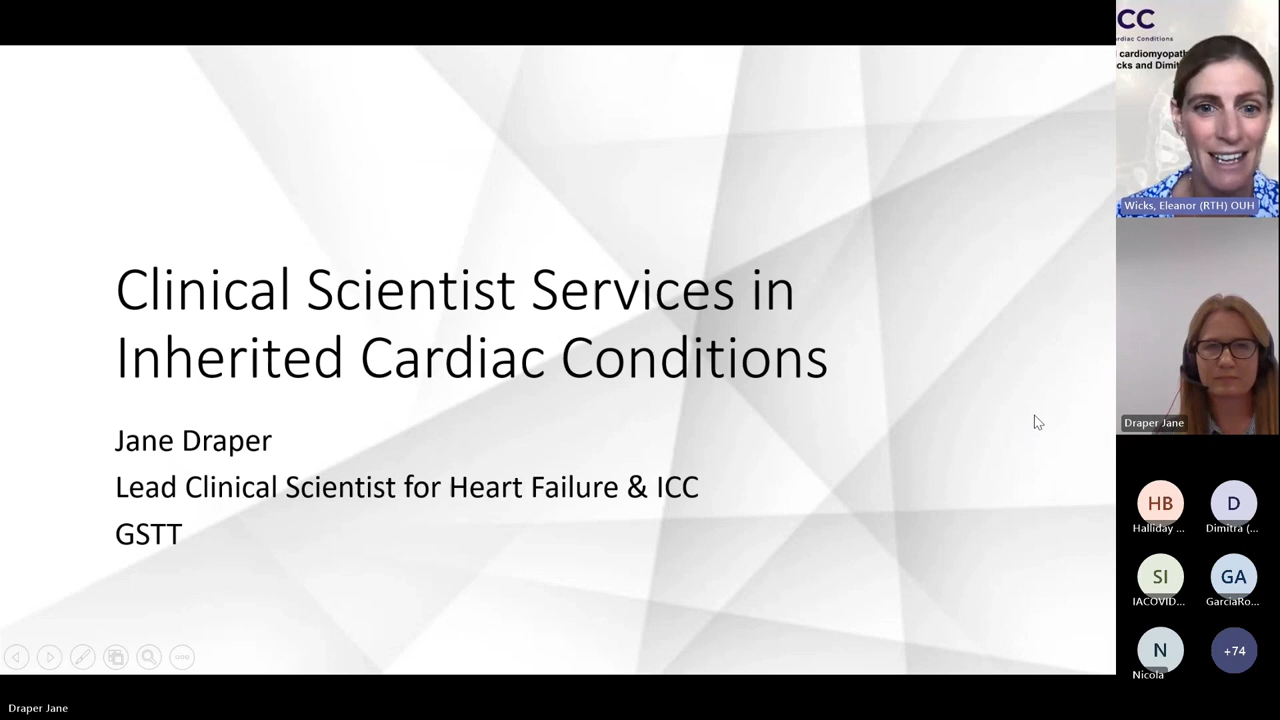 Clinical Scientist Services in
Inherited Cardiac Conditions
Jane Draper
Lead Clinical Scientist for Heart Failure & ICC
GSTT
CC
rdiac Conditions
cardiomyopath
cks and Dimit
Wicks, Eleanor (RTH) OUH
Draper Jane
HB
D
Halliday ...
Dimitra (...
SI
GA
IACOVID...
GarciaRo...
N
+74
Nicola
Draper Jane